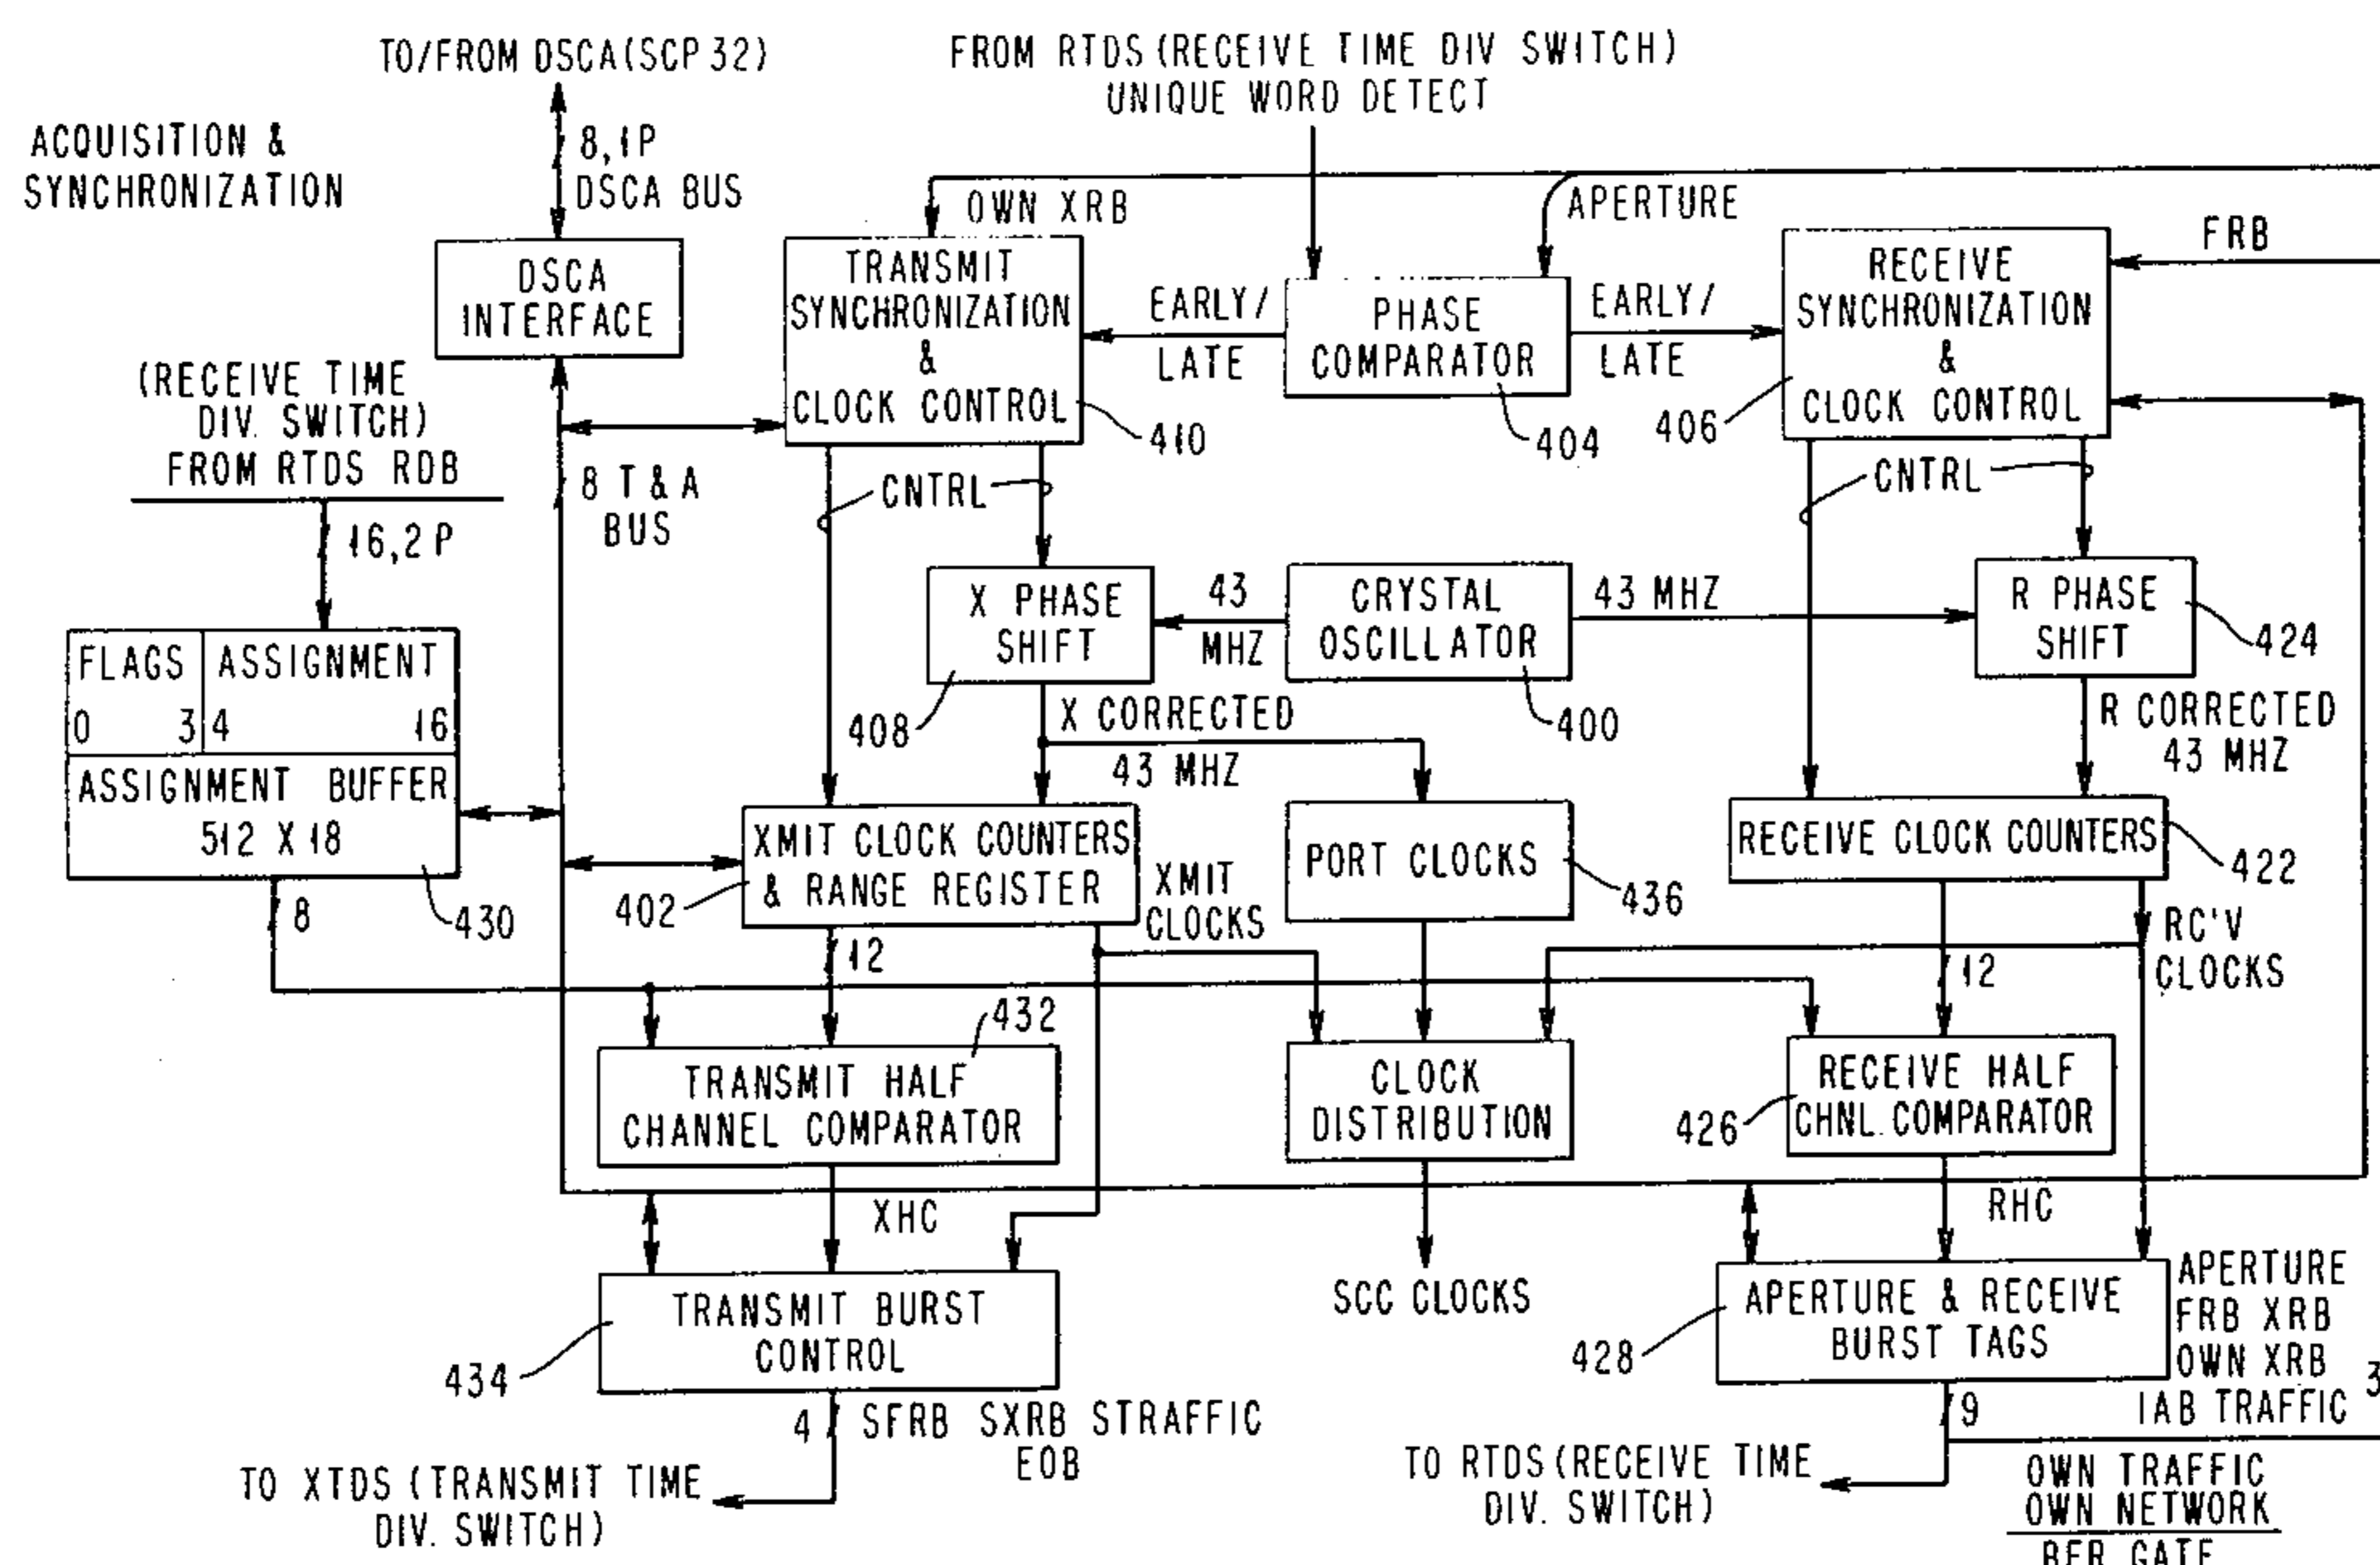 TO/FROM DSCA (SCP 32)
FROM RTDS (RECEIVE TIME DIV SWITCH)
UNIQUE WORD DETECT
ACQUISITION &
SYNCHRONIZATION
8,1P
DSCA BUS
OWN XRB
APERTURE
FRB
DSCA
INTERFACE
TRANSMIT
SYNCHRONIZATION
&
CLOCK CONTROL
410
EARLY/
LATE
PHASE
COMPARATOR
404
EARLY/
LATE
RECEIVE
SYNCHRONIZATION
&
CLOCK CONTROL
406
(RECEIVE TIME
DIV. SWITCH)
FROM RTDS RDB
16,2 P
8 T & A
BUS
CNTRL
CNTRL
X PHASE
SHIFT
408
43
MHZ
CRYSTAL
OSCILLATOR
400
43 MHZ
R PHASE
SHIFT
424
FLAGS
ASSIGNMENT
0 3 4 16
ASSIGNMENT BUFFER
512 X 18
430
8
X CORRECTED
43 MHZ
R CORRECTED
43 MHZ
XMIT CLOCK COUNTERS
& RANGE REGISTER
402
XMIT
CLOCKS
PORT CLOCKS
436
RECEIVE CLOCK COUNTERS
422
12
12
RC'V
CLOCKS
432
TRANSMIT HALF
CHANNEL COMPARATOR
CLOCK
DISTRIBUTION
RECEIVE HALF
CHNL. COMPARATOR
426
XHC
RHC
TRANSMIT BURST
CONTROL
434
SCC CLOCKS
APERTURE & RECEIVE
BURST TAGS
428
APERTURE
FRB XRB
OWN XRB
IAB TRAFFIC
3
4
SFRB SXRB STRAFFIC
EOB
9
TO XTDS (TRANSMIT TIME
DIV. SWITCH)
TO RTDS (RECEIVE TIME
DIV. SWITCH)
OWN TRAFFIC
OWN NETWORK
BER GATE